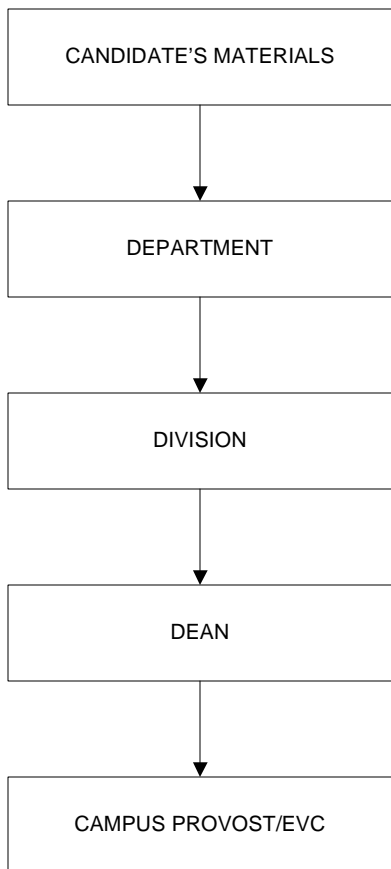 CANDIDATE’S MATERIALS
DEPARTMENT
DIVISION
DEAN
CAMPUS PROVOST/EVC